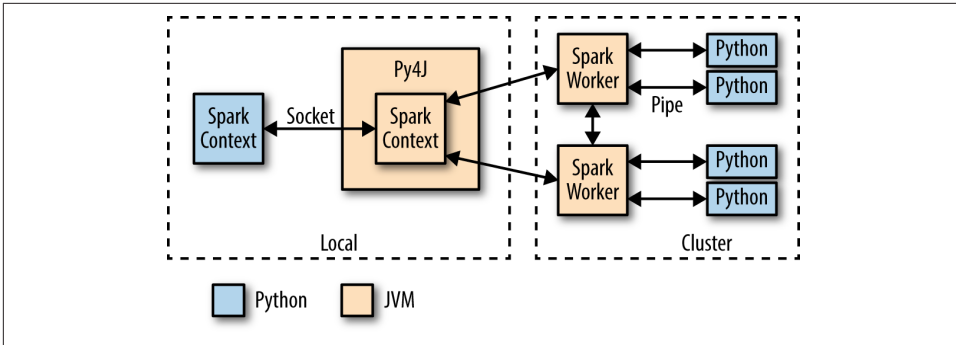 Py4J
Spark
Context
Socket
Spark
Context
Local
Spark
Worker
Python
Python
Pipe
Spark
Worker
Python
Python
Cluster
Python
JVM